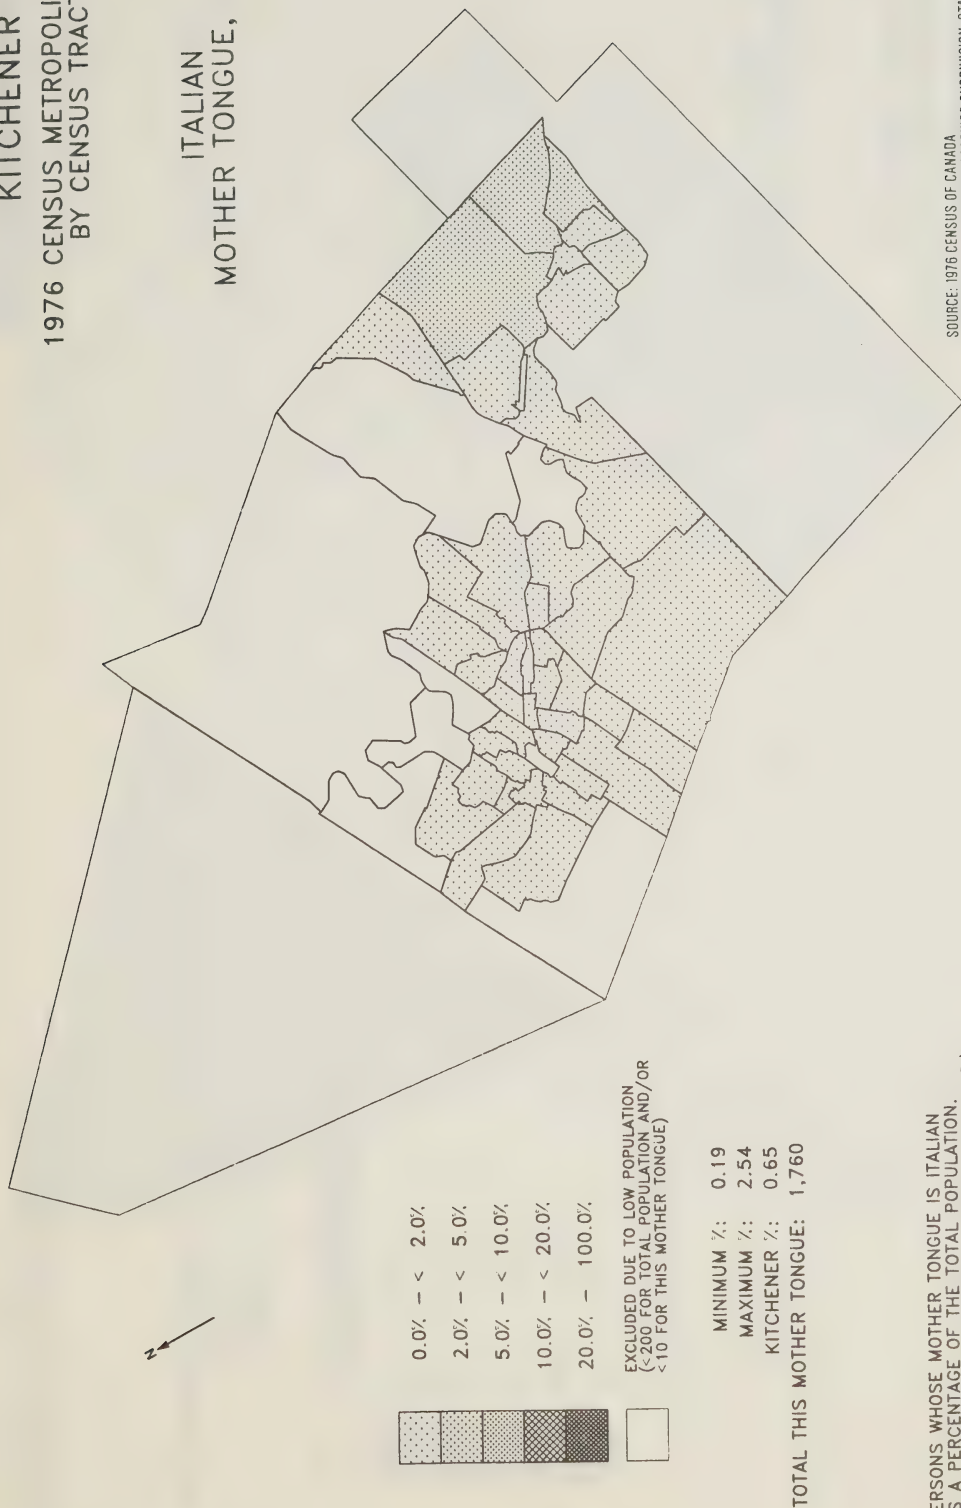 KITCHENER
1976 CENSUS
BY CENSUS
ITALIAN
MOTHER TONGUE,
N
0.0% – < 2.0%
2.0% – < 5.0%
5.0% – < 10.0%
10.0% – < 20.0%
20.0% – 100.0%
EXCLUDED DUE TO LOW POPULATION
(<200 FOR TOTAL POPULATION AND/OR
<10 FOR THIS MOTHER TONGUE)
MINIMUM %: 0.19
MAXIMUM %: 2.54
KITCHENER %: 0.65
TOTAL THIS MOTHER TONGUE: 1,760
WHOSE MOTHER TONGUE IS ITALIAN
A PERCENTAGE OF THE TOTAL POPULATION.
SOURCE: 1976 CENSUS OF CANADA